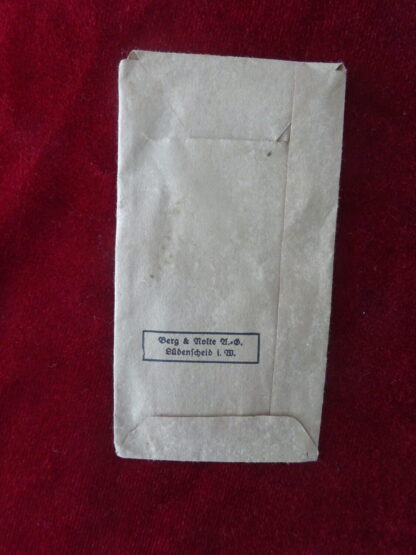 Berg & Nolte A.-G.
Lüdenscheid i. W.